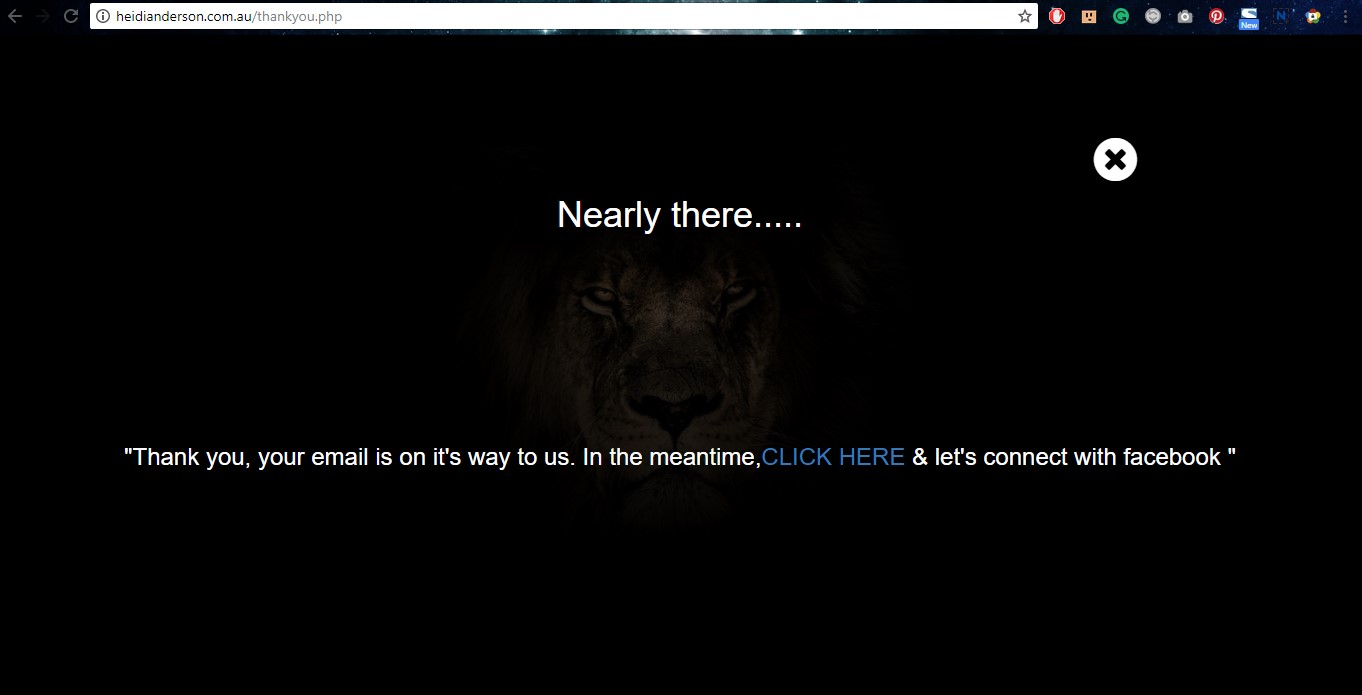 heidianderson.com.au/thankyou.php
New
Nearly there.....
"Thank you, your email is on it's way to us. In the meantime,CLICK HERE & let's connect with facebook "